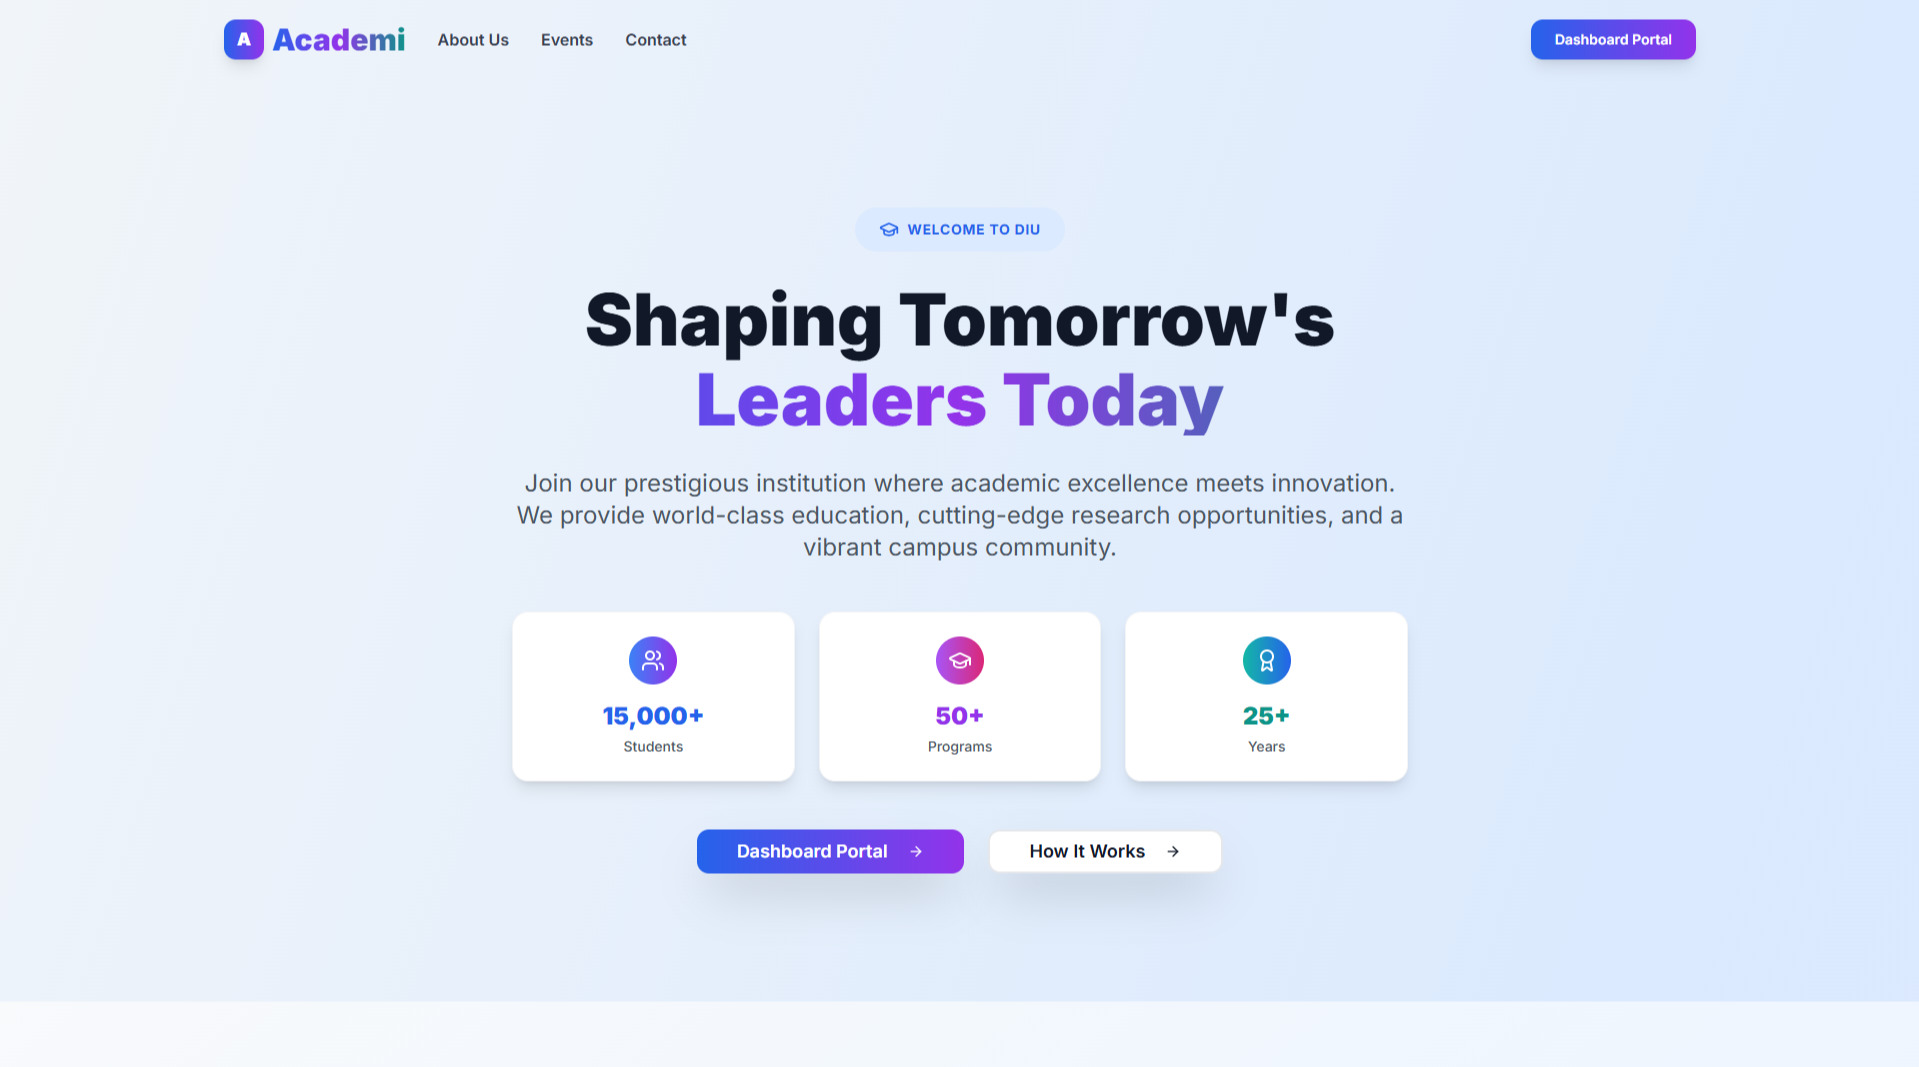 A Academi About Us Events Contact Dashboard Portal
WELCOME TO DIU
Shaping Tomorrow's
Leaders Today
Join our prestigious institution where academic excellence meets innovation.
We provide world-class education, cutting-edge research opportunities, and a
vibrant campus community.
15,000+
Students
50+
Programs
25+
Years
Dashboard Portal
How It Works